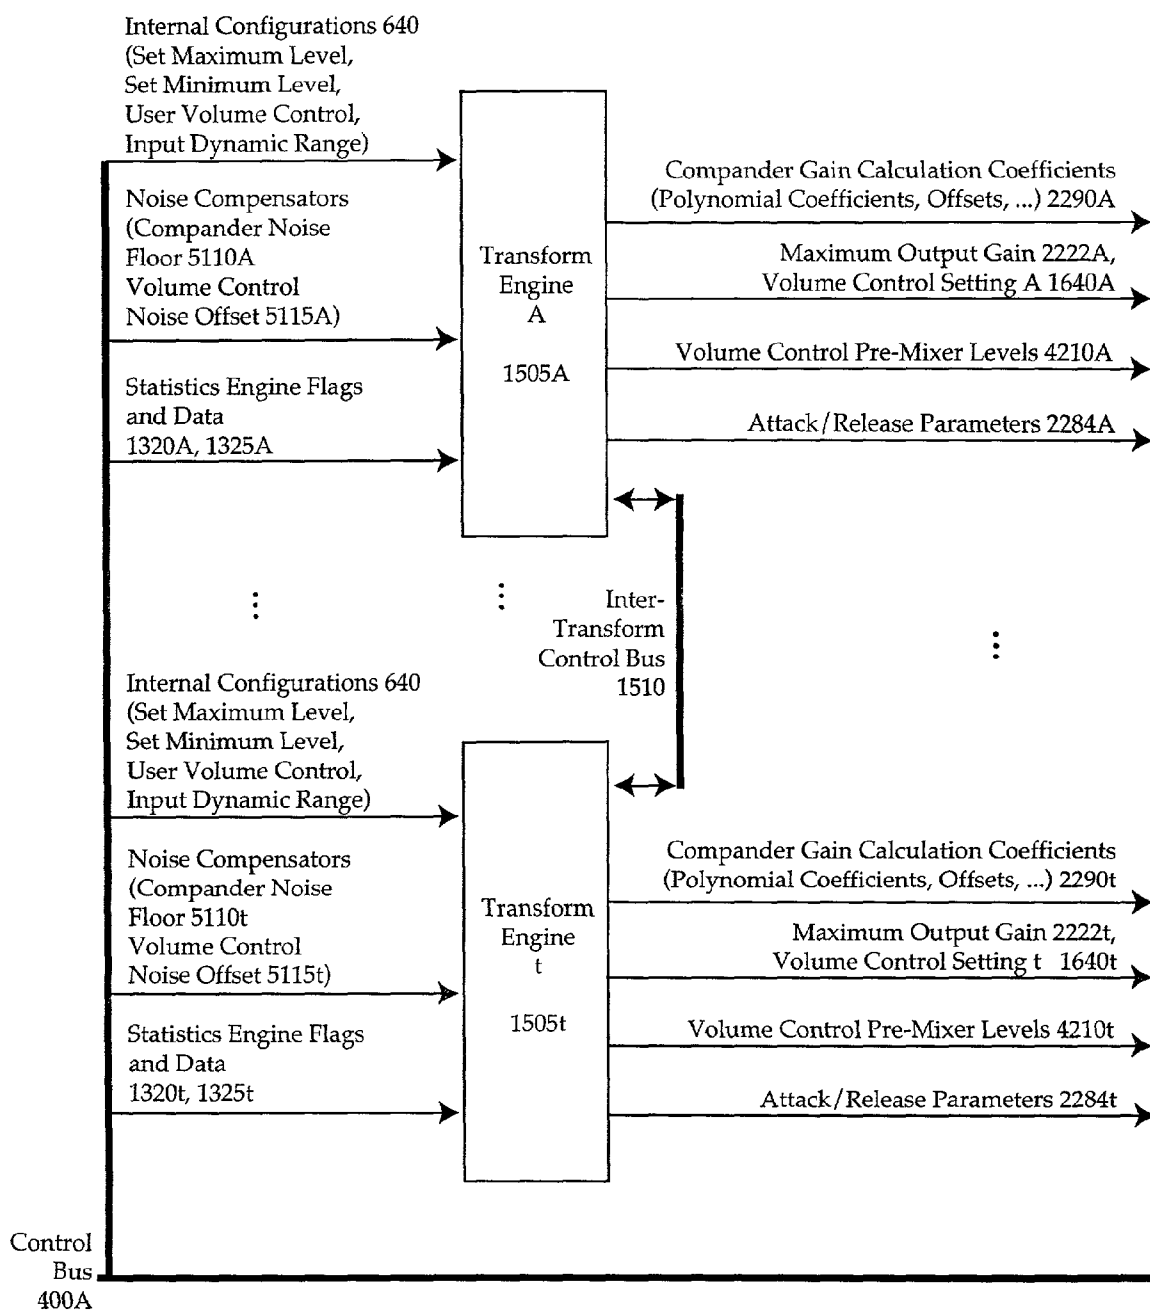 Internal Configurations 640
(Set Maximum Level,
Set Minimum Level,
User Volume Control,
Input Dynamic Range)
Noise Compensators
(Compander Noise
Floor 5110A
Volume Control
Noise Offset 5115A)
Statistics Engine Flags
and Data
1320A, 1325A
Transform
Engine
A
1505A
Compander Gain Calculation Coefficients
(Polynomial Coefficients, Offsets, ...) 2290A
Maximum Output Gain 2222A,
Volume Control Setting A 1640A
Volume Control Pre-Mixer Levels 4210A
Attack/Release Parameters 2284A
Inter-
Transform
Control Bus
1510
Internal Configurations 640
(Set Maximum Level,
Set Minimum Level,
User Volume Control,
Input Dynamic Range)
Noise Compensators
(Compander Noise
Floor 5110t
Volume Control
Noise Offset 5115t)
Statistics Engine Flags
and Data
1320t, 1325t
Transform
Engine
t
1505t
Compander Gain Calculation Coefficients
(Polynomial Coefficients, Offsets, ...) 2290t
Maximum Output Gain 2222t,
Volume Control Setting t 1640t
Volume Control Pre-Mixer Levels 4210t
Attack/Release Parameters 2284t
Control
Bus
400A